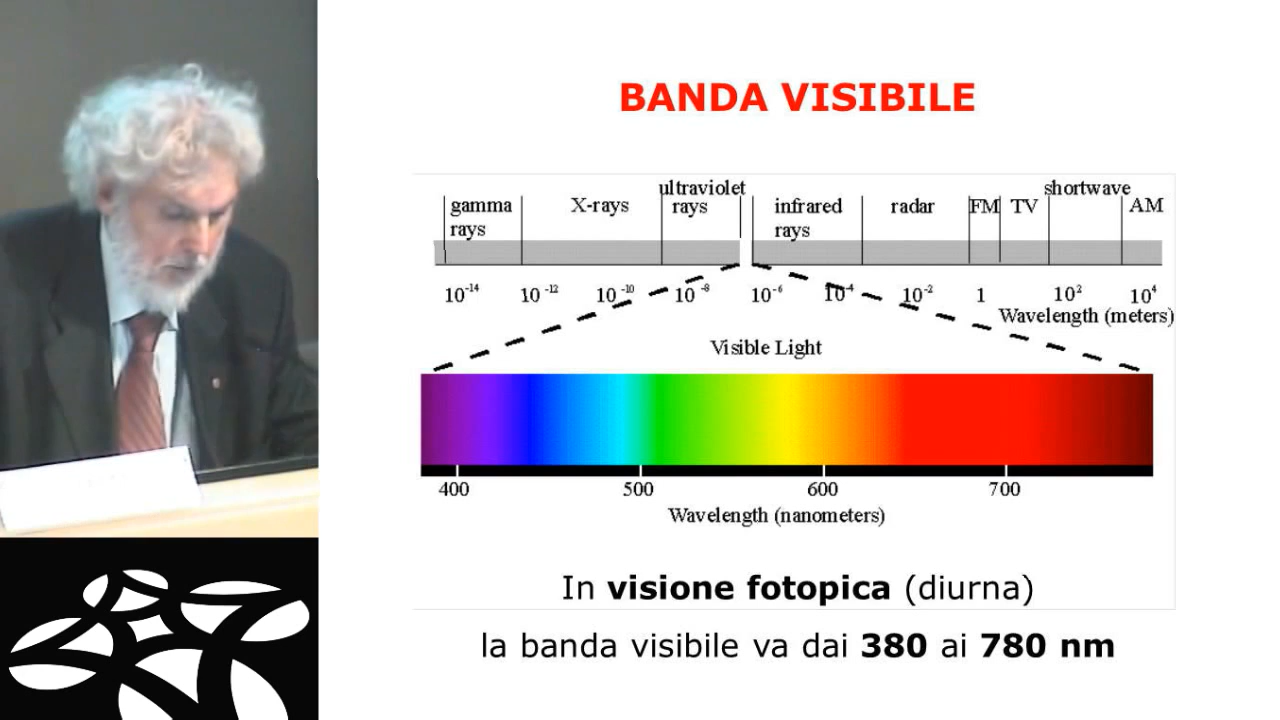 BANDA VISIBILE
ultraviolet shortwave
gamma X-rays rays infrared radar FM TV AM
rays rays
10⁻¹⁴ 10⁻¹² 10⁻¹⁰ 10⁻⁸ 10⁻⁶ 10⁻⁴ 10⁻² 1 10² 10⁴
Wavelength (meters)
Visible Light
400 500 600 700
Wavelength (nanometers)
In visione fotopica (diurna)
la banda visibile va dai 380 ai 780 nm